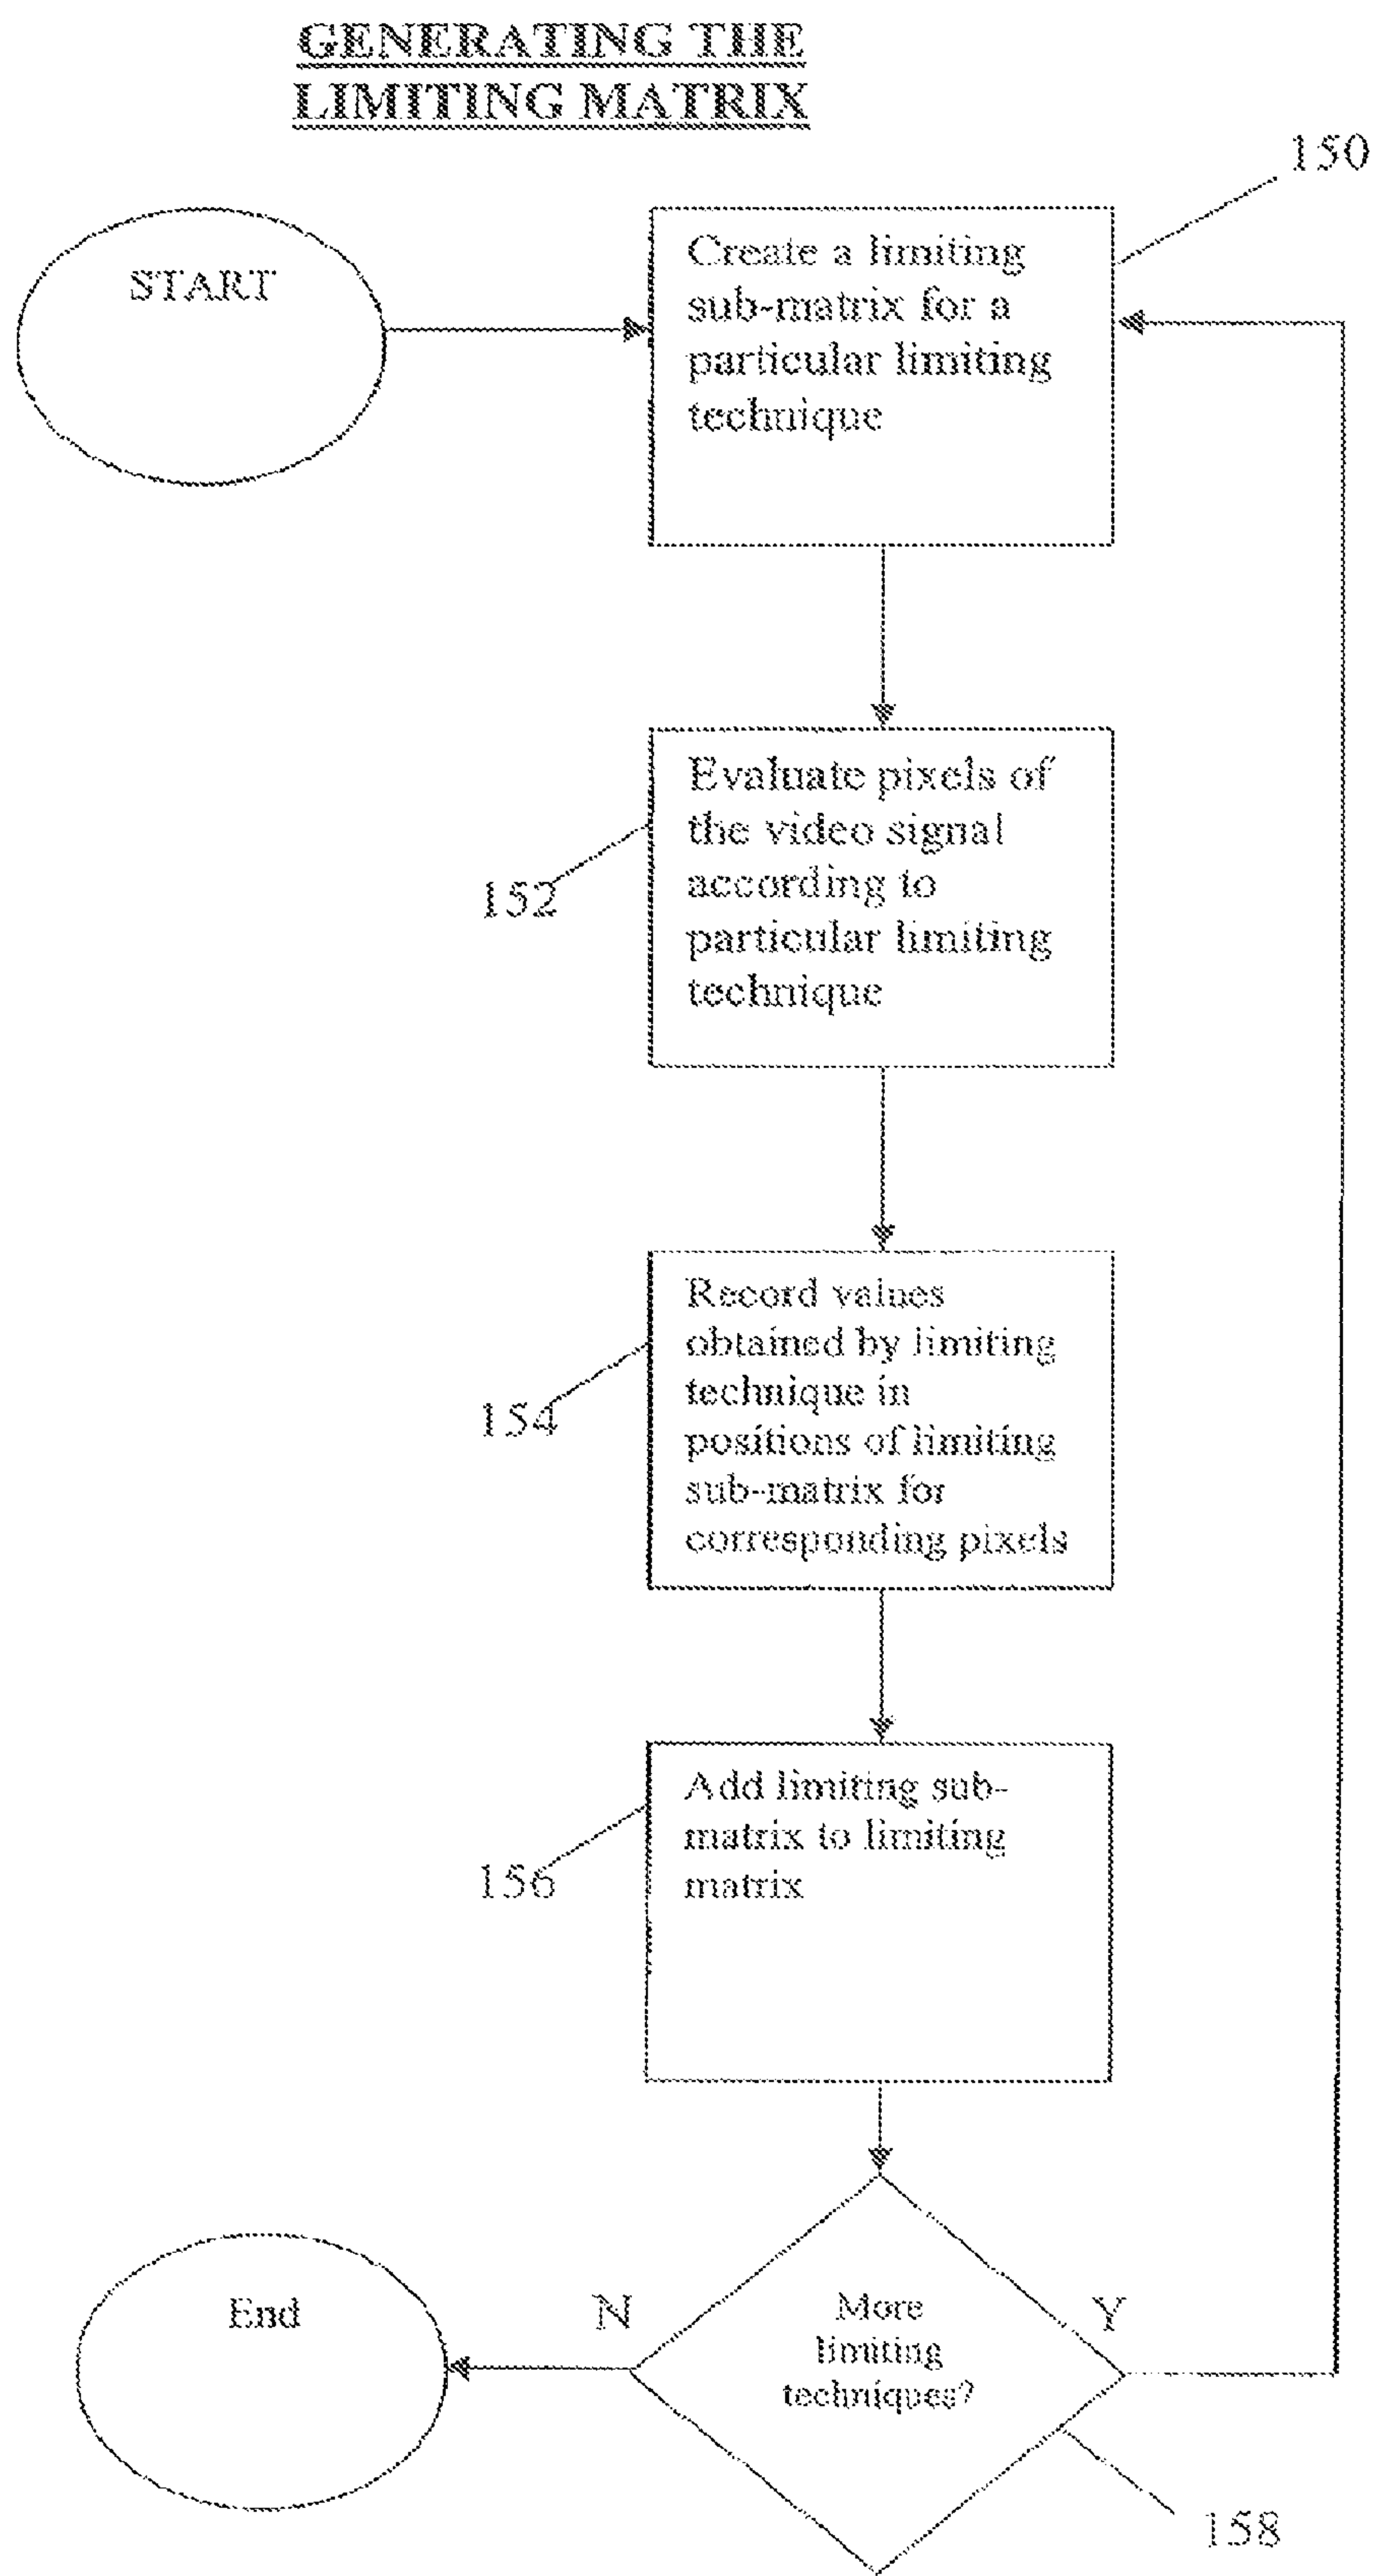 GENERATING THE
LIMITING MATRIX
150
START
Create a limiting
sub-matrix for a
particular limiting
technique
Evaluate pixels of
the video signal
according to
particular limiting
technique
152
Record values
obtained by limiting
technique in
positions of limiting
sub-matrix for
corresponding pixels
154
Add limiting sub-
matrix to limiting
matrix
156
End
N
More
limiting
techniques?
Y
158